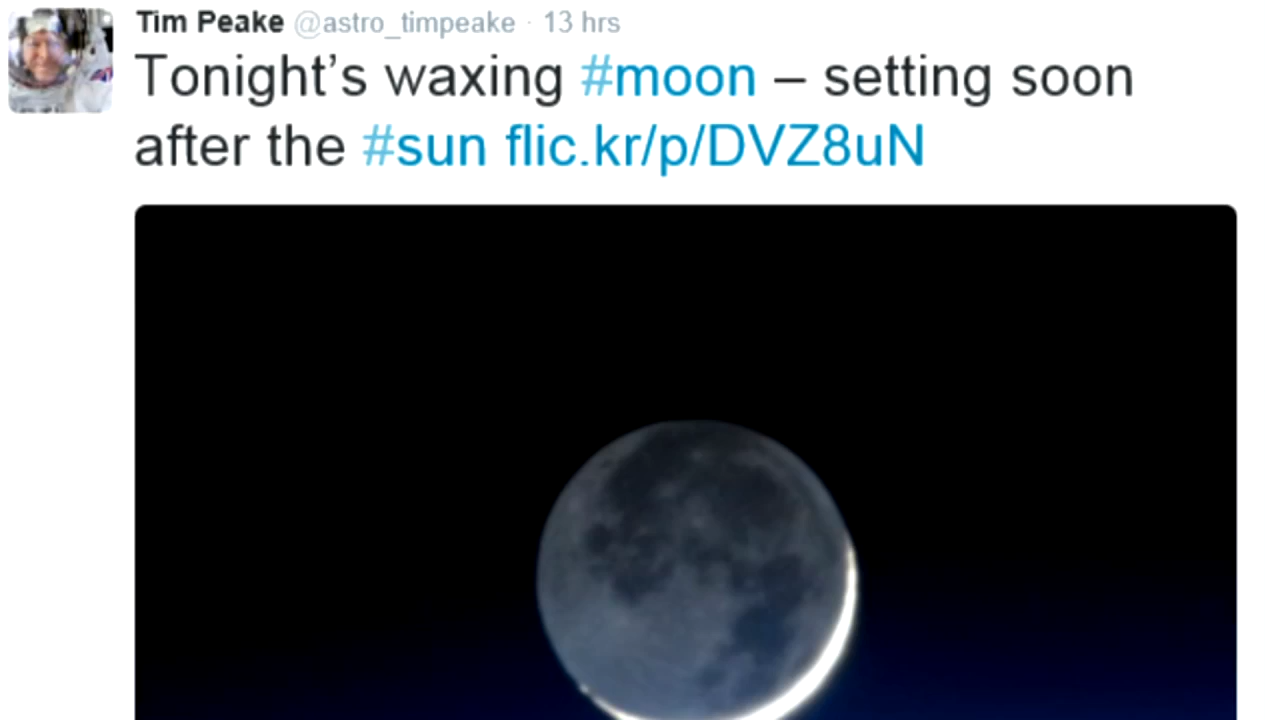 Tim Peake @astro_timpeake · 13 hrs
Tonight’s waxing #moon – setting soon
after the #sun flic.kr/p/DVZ8uN